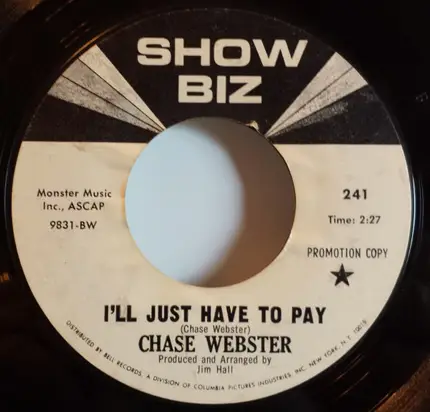 SHOW
BIZ
Monster Music
Inc., ASCAP
9831-BW
241
Time: 2:27
PROMOTION COPY
I'LL JUST HAVE TO PAY
(Chase Webster)
CHASE WEBSTER
Produced and Arranged by
Jim Hall
DISTRIBUTED BY BELL RECORDS, A DIVISION OF COLUMBIA PICTURES INDUSTRIES, INC. NEW YORK, N.Y. 10019